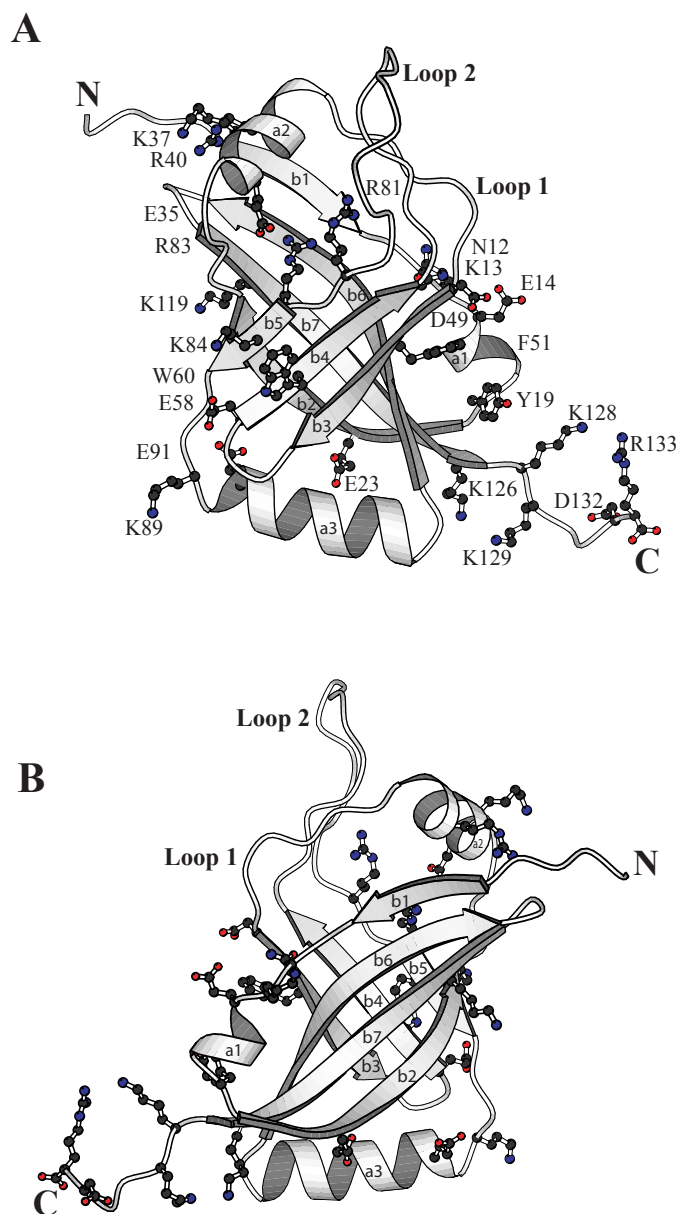 A
Loop 2
N
a2
K37
R40
b1
R81
Loop 1
E35
N12
R83
K13
E14
b6
K119
D49
b5
b7
F51
K84
b4
a1
W60
b2
Y19
E58
b3
K128
R133
E91
E23
K126
D132
K89
a3
K129
C
Loop 2
B
Loop 1
a2
N
b1
b6
b5
b4
a1
b7
b3
b2
a3
C